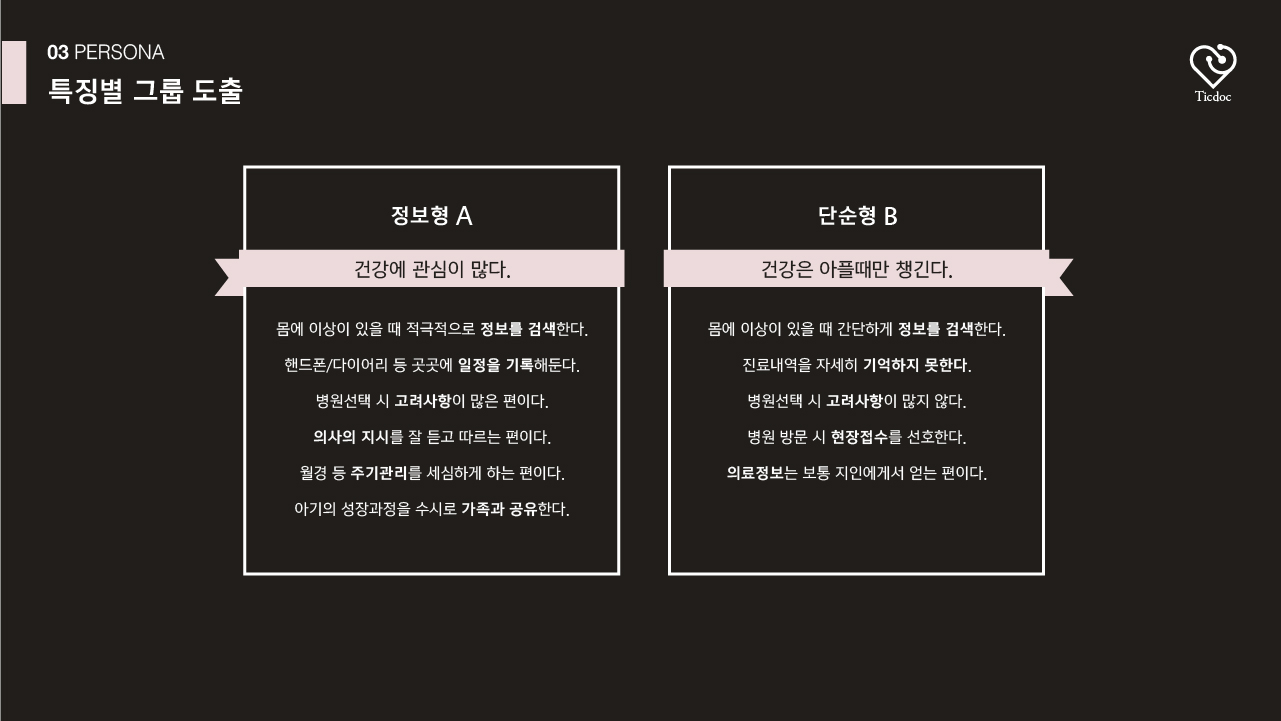 03 PERSONA
특징별 그룹 도출
Ticdoc
정보형 A
건강에 관심이 많다.
몸에 이상이 있을 때 적극적으로 정보를 검색한다.
핸드폰/다이어리 등 곳곳에 일정을 기록해둔다.
병원선택 시 고려사항이 많은 편이다.
의사의 지시를 잘 듣고 따르는 편이다.
월경 등 주기관리를 세심하게 하는 편이다.
아기의 성장과정을 수시로 가족과 공유한다.
단순형 B
건강은 아플때만 챙긴다.
몸에 이상이 있을 때 간단하게 정보를 검색한다.
진료내역을 자세히 기억하지 못한다.
병원선택 시 고려사항이 많지 않다.
병원 방문 시 현장접수를 선호한다.
의료정보는 보통 지인에게서 얻는 편이다.